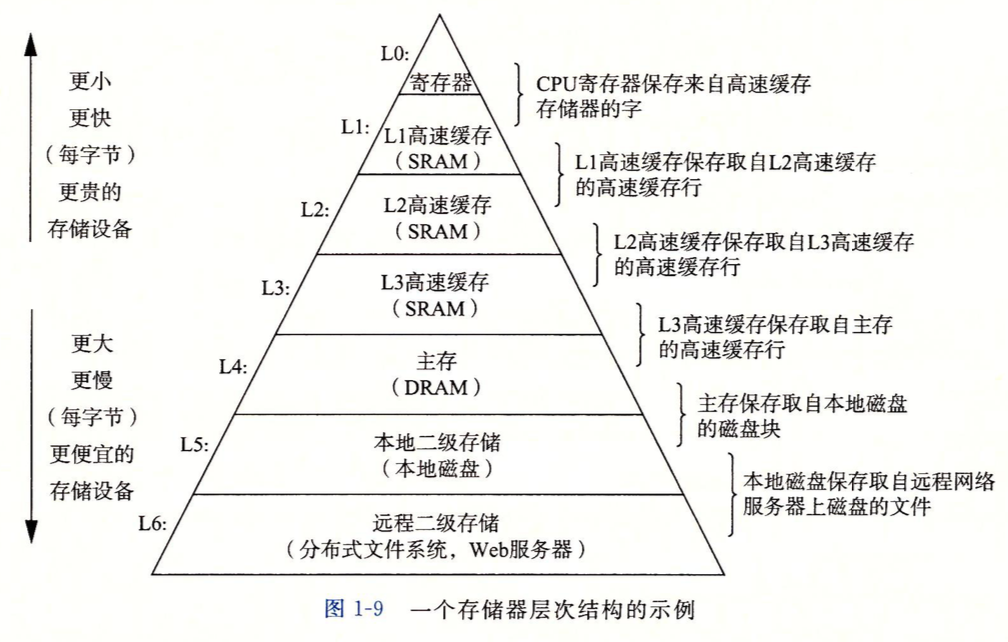 更小
更快
（每字节）
更贵的
存储设备
更大
更慢
（每字节）
更便宜的
存储设备
L0:
寄存器
L1:
L1高速缓存
（SRAM）
L2:
L2高速缓存
（SRAM）
L3:
L3高速缓存
（SRAM）
L4:
主存
（DRAM）
L5:
本地二级存储
（本地磁盘）
L6:
远程二级存储
（分布式文件系统，Web服务器）
CPU寄存器保存来自高速缓存
存储器的字
L1高速缓存保存取自L2高速缓存
的高速缓存行
L2高速缓存保存取自L3高速缓存
的高速缓存行
L3高速缓存保存取自主存
的高速缓存行
主存保存取自本地磁盘
的磁盘块
本地磁盘保存取自远程网络
服务器上磁盘的文件
图 1-9 一个存储器层次结构的示例